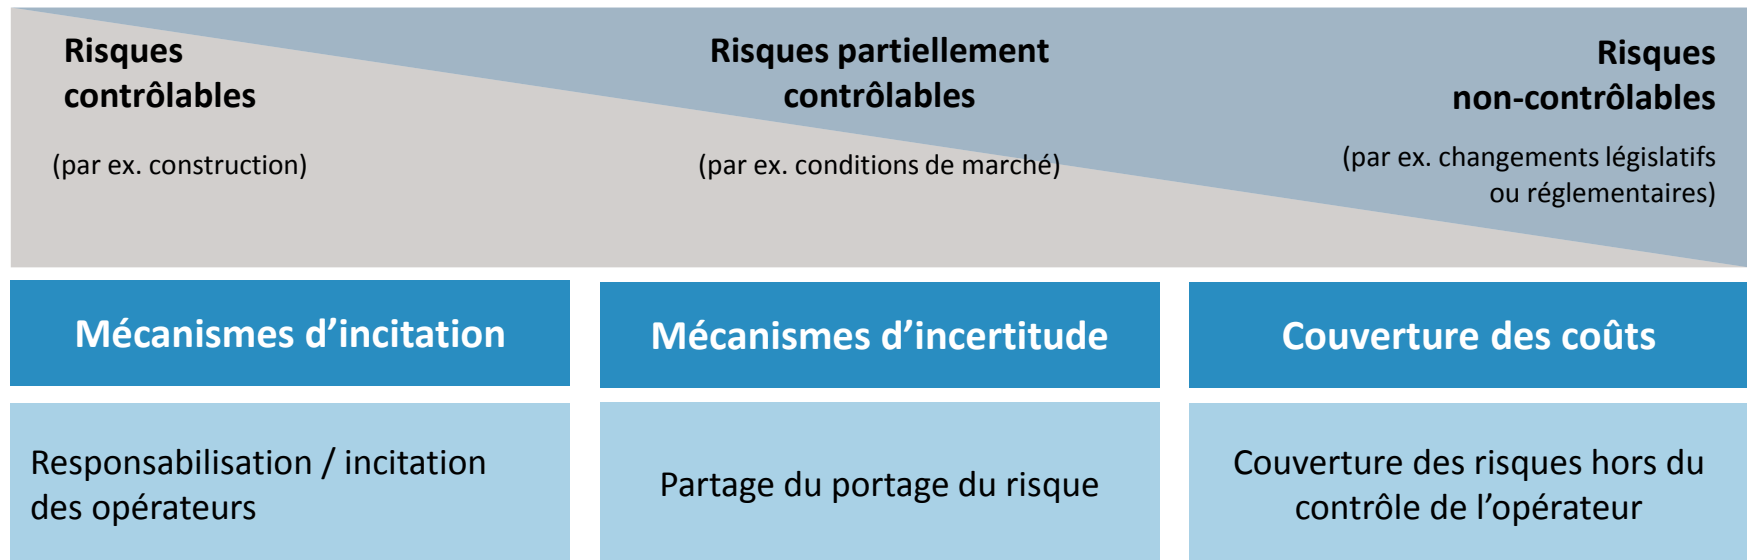 Risques
contrôlables
(par ex. construction)
Risques partiellement
contrôlables
(par ex. conditions de marché)
Risques
non-contrôlables
(par ex. changements législatifs
ou réglementaires)
Mécanismes d’incitation
Mécanismes d’incertitude
Couverture des coûts
Responsabilisation / incitation
des opérateurs
Partage du portage du risque
Couverture des risques hors du
contrôle de l’opérateur